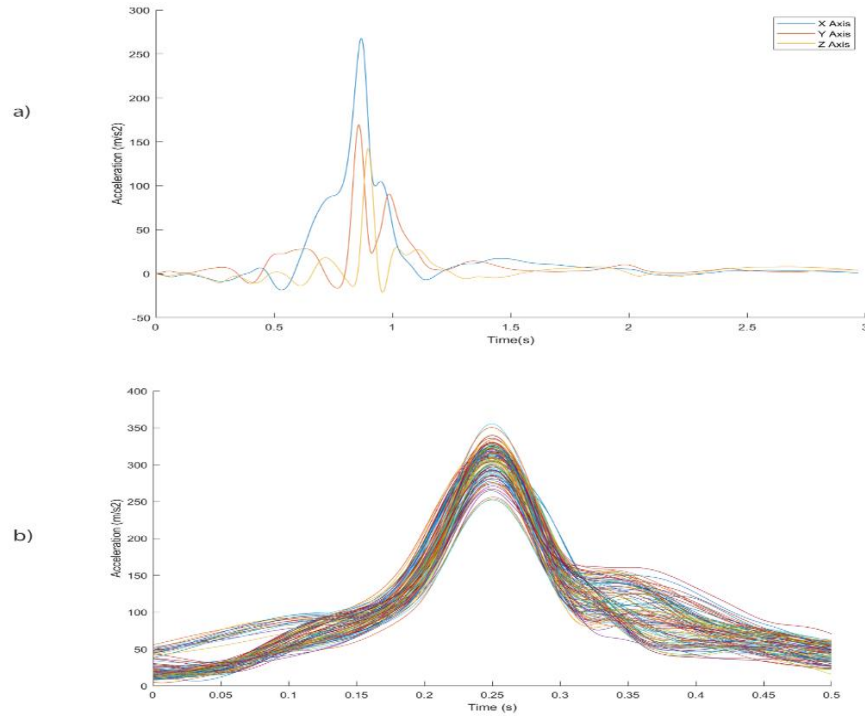 a)
Acceleration (m/s2)
300
250
200
150
100
50
0
-50
X Axis
Y Axis
Z Axis
0 0.5 1 1.5 2 2.5 3
Time(s)
b)
Acceleration (m/s2)
400
350
300
250
200
150
100
50
0
0 0.05 0.1 0.15 0.2 0.25 0.3 0.35 0.4 0.45 0.5
Time (s)